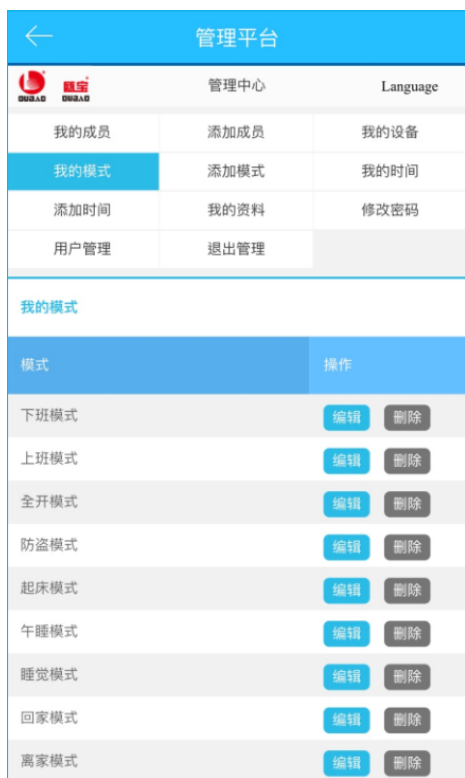 管理平台
OUBAO 瓯宝 OUBAO 管理中心 Language
我的成员 添加成员 我的设备
我的模式 添加模式 我的时间
添加时间 我的资料 修改密码
用户管理 退出管理
我的模式
模式 操作
下班模式 编辑 删除
上班模式 编辑 删除
全开模式 编辑 删除
防盗模式 编辑 删除
起床模式 编辑 删除
午睡模式 编辑 删除
睡觉模式 编辑 删除
回家模式 编辑 删除
离家模式 编辑 删除